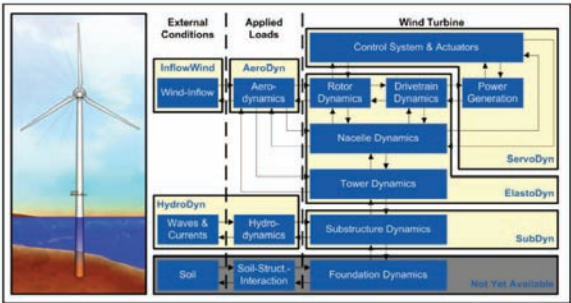 External
Conditions
Applied
Loads
Wind Turbine
Control System & Actuators
InflowWind
AeroDyn
Wind-Inflow
Aero-
dynamics
Rotor
Dynamics
Drivetrain
Dynamics
Power
Generation
Nacelle Dynamics
ServoDyn
Tower Dynamics
ElastoDyn
HydroDyn
Waves &
Currents
Hydro-
dynamics
Substructure Dynamics
SubDyn
Soil
Soil-Struct.-
Interaction
Foundation Dynamics
Not Yet Available